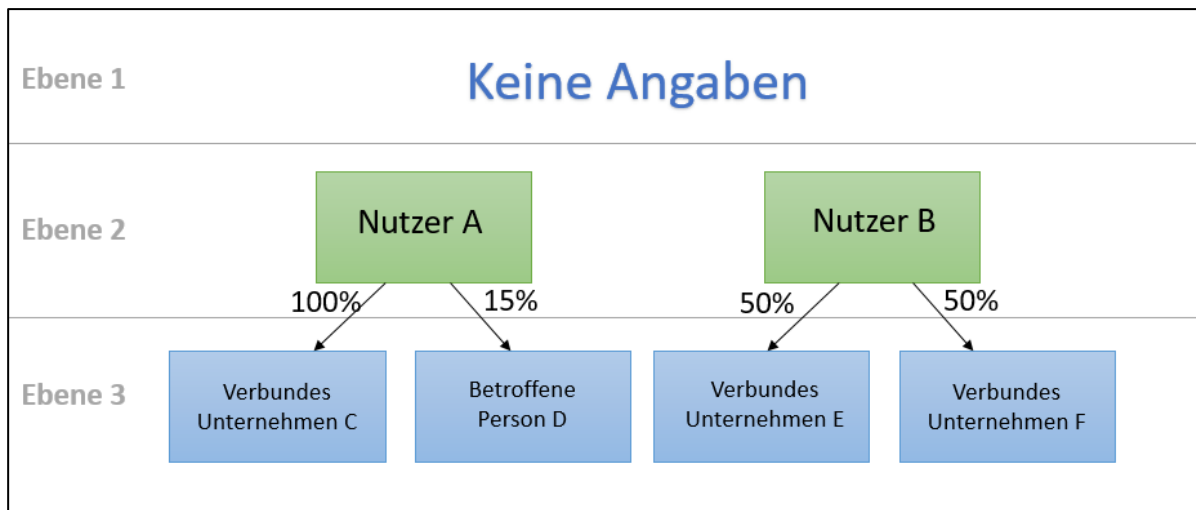 Ebene 1
Keine Angaben
Ebene 2
Nutzer A
Nutzer B
100%
15%
50%
50%
Ebene 3
Verbundes
Unternehmen C
Betroffene
Person D
Verbundes
Unternehmen E
Verbundes
Unternehmen F